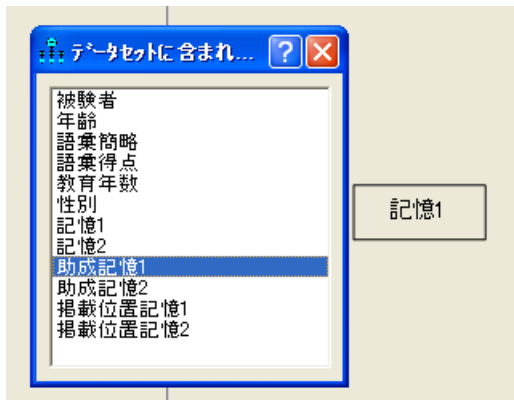 データセットに含まれ...
被験者
年齢
語彙簡略
語彙得点
教育年数
性別
記憶1
記憶2
助成記憶1
助成記憶2
掲載位置記憶1
掲載位置記憶2
記憶1